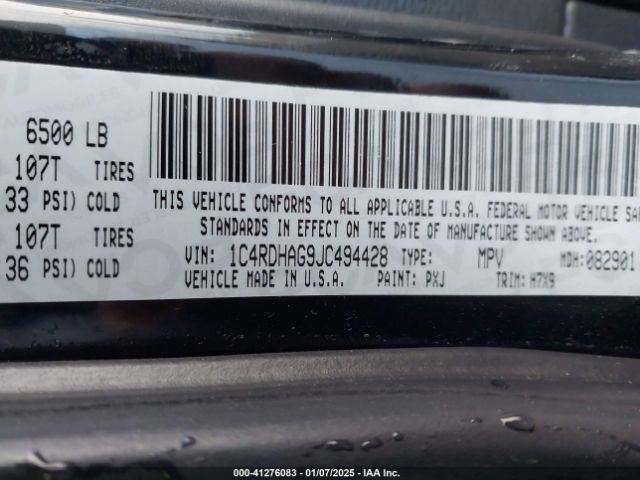 6500 LB
107T TIRES
33 PSI) COLD
107T TIRES
36 PSI) COLD
THIS VEHICLE CONFORMS TO ALL APPLICABLE U.S.A. FEDERAL MOTOR VEHICLE SA
STANDARDS IN EFFECT ON THE DATE OF MANUFACTURE SHOWN ABOVE.
VIN: 1C4RDHAG9JC494428 TYPE: MPV MDH:082901
VEHICLE MADE IN U.S.A. PAINT: PXJ TRIM: H7X9
000-41276083 - 01/07/2025 - IAA Inc.